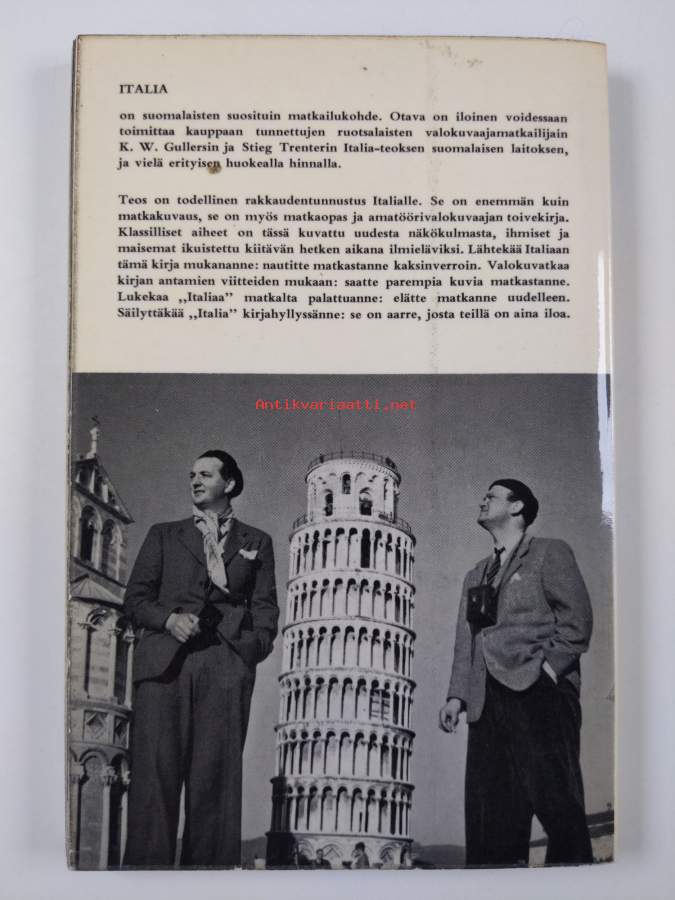 ITALIA
on suomalaisten suosituin matkailukohde. Otava on iloinen voidessaan
toimittaa kauppaan tunnettujen ruotsalaisten valokuvaajamatkailijain
K. W. Gullersin ja Stieg Trenterin Italia-teoksen suomalaisen laitoksen,
ja vielä erityisen huokealla hinnalla.
Teos on todellinen rakkaudentunnustus Italialle. Se on enemmän kuin
matkakuvaus, se on myös matkaopas ja amatöörivalokuvaajan toivekirja.
Klassilliset aiheet on tässä kuvattu uudesta näkökulmasta, ihmiset ja
maisemat ikuistettu kiitävän hetken aikana ilmieläviksi. Lähtekää Italiaan
tämä kirja mukananne: nautitte matkastanne kaksinverroin. Valokuvatkaa
kirjan antamien viitteiden mukaan: saatte parempia kuvia matkastanne.
Lukekaa ,,Italiaa” matkalta palattuanne: elätte matkanne uudelleen.
Säilyttäkää ,,Italia” kirjahyllyssänne: se on aarre, josta teillä on aina iloa.
Antikvariaatti.net